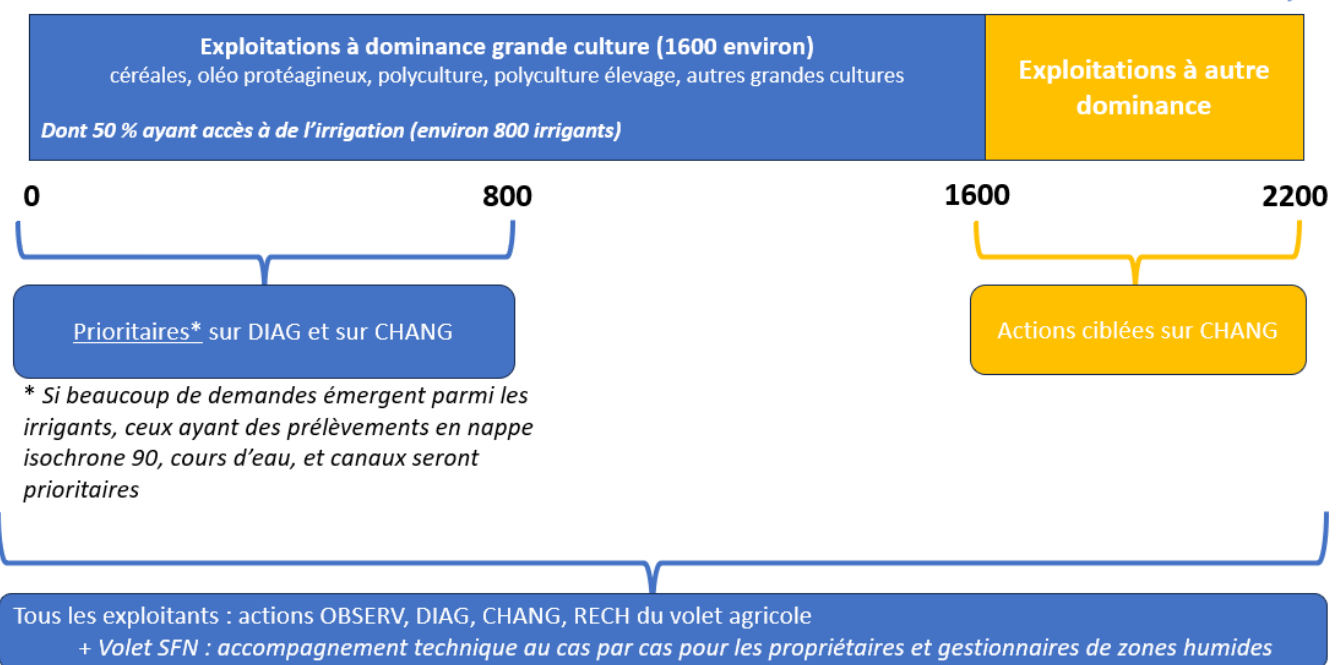 Exploitations à dominance grande culture (1600 environ)
céréales, oléo protéagineux, polyculture, polyculture élevage, autres grandes cultures
Dont 50 % ayant accès à de l'irrigation (environ 800 irrigants)
Exploitations à autre
dominance
0
800
1600
2200
Prioritaires* sur DIAG et sur CHANG
Actions ciblées sur CHANG
* Si beaucoup de demandes émergent parmi les
irrigants, ceux ayant des prélèvements en nappe
isochrone 90, cours d'eau, et canaux seront
prioritaires
Tous les exploitants : actions OBSERV, DIAG, CHANG, RECH du volet agricole
+ Volet SFN : accompagnement technique au cas par cas pour les propriétaires et gestionnaires de zones humides